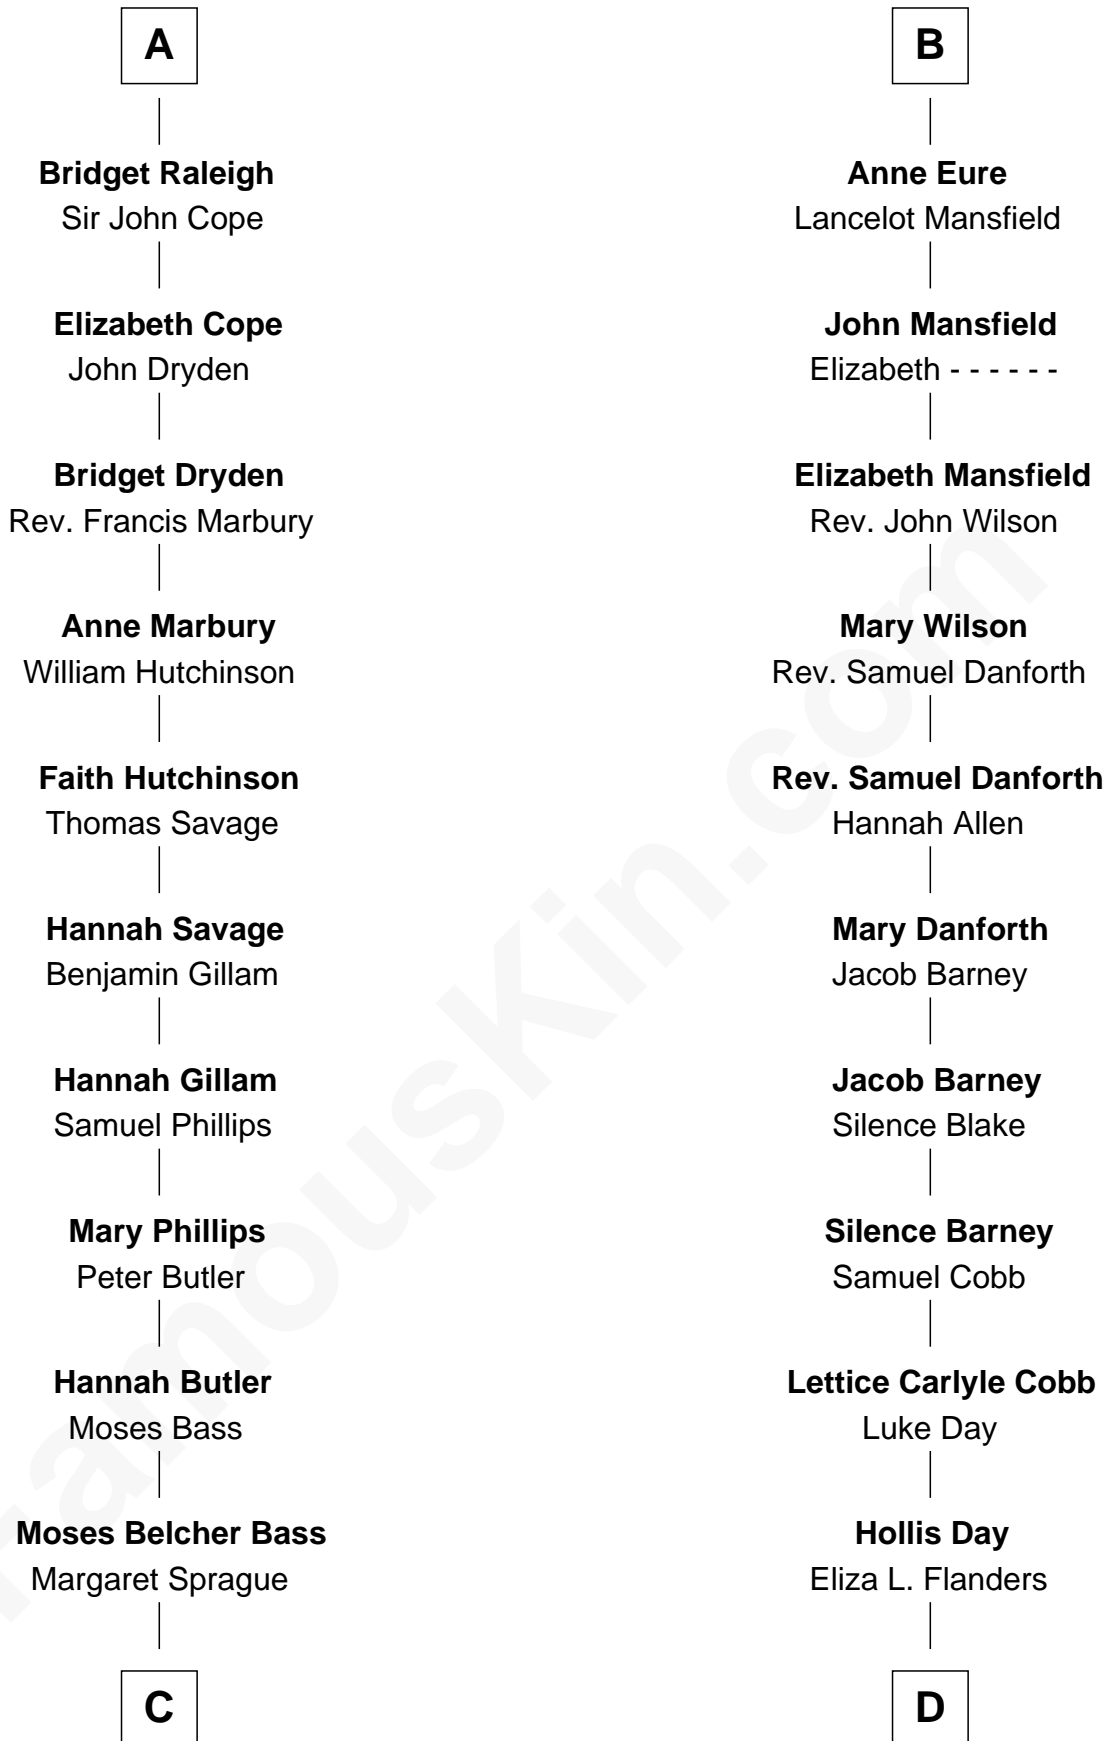 A
Bridget Raleigh
Sir John Cope
Elizabeth Cope
John Dryden
Bridget Dryden
Rev. Francis Marbury
Anne Marbury
William Hutchinson
Faith Hutchinson
Thomas Savage
Hannah Savage
Benjamin Gillam
Hannah Gillam
Samuel Phillips
Mary Phillips
Peter Butler
Hannah Butler
Moses Bass
Moses Belcher Bass
Margaret Sprague
C
B
Anne Eure
Lancelot Mansfield
John Mansfield
Elizabeth - - - - - -
Elizabeth Mansfield
Rev. John Wilson
Mary Wilson
Rev. Samuel Danforth
Rev. Samuel Danforth
Hannah Allen
Mary Danforth
Jacob Barney
Jacob Barney
Silence Blake
Silence Barney
Samuel Cobb
Lettice Carlyle Cobb
Luke Day
Hollis Day
Eliza L. Flanders
D
FamousKin.com